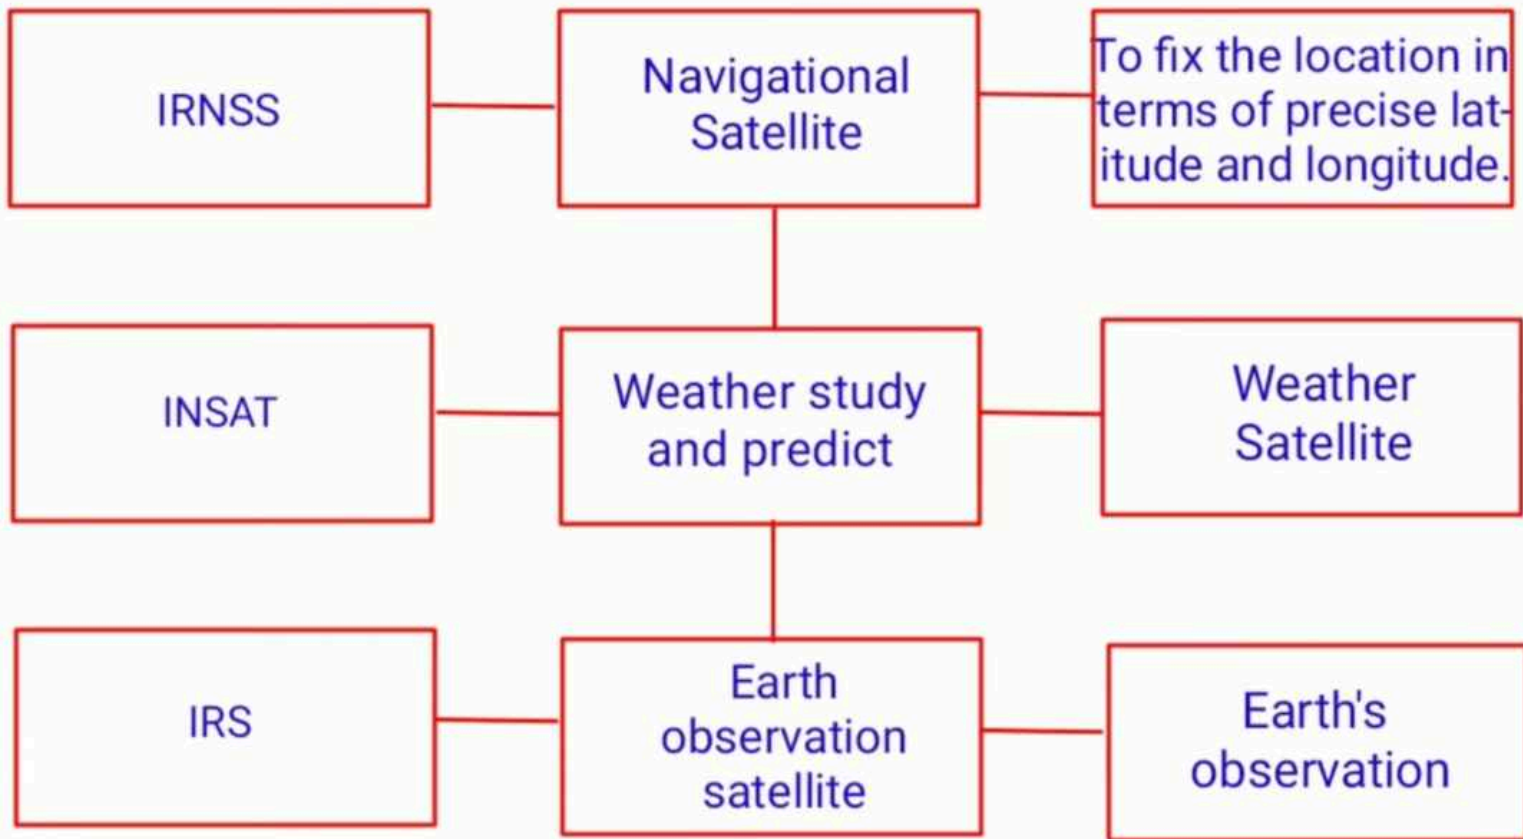 IRNSS
Navigational
Satellite
To fix the location in
terms of precise lat-
itude and longitude.
INSAT
Weather study
and predict
Weather
Satellite
IRS
Earth
observation
satellite
Earth's
observation